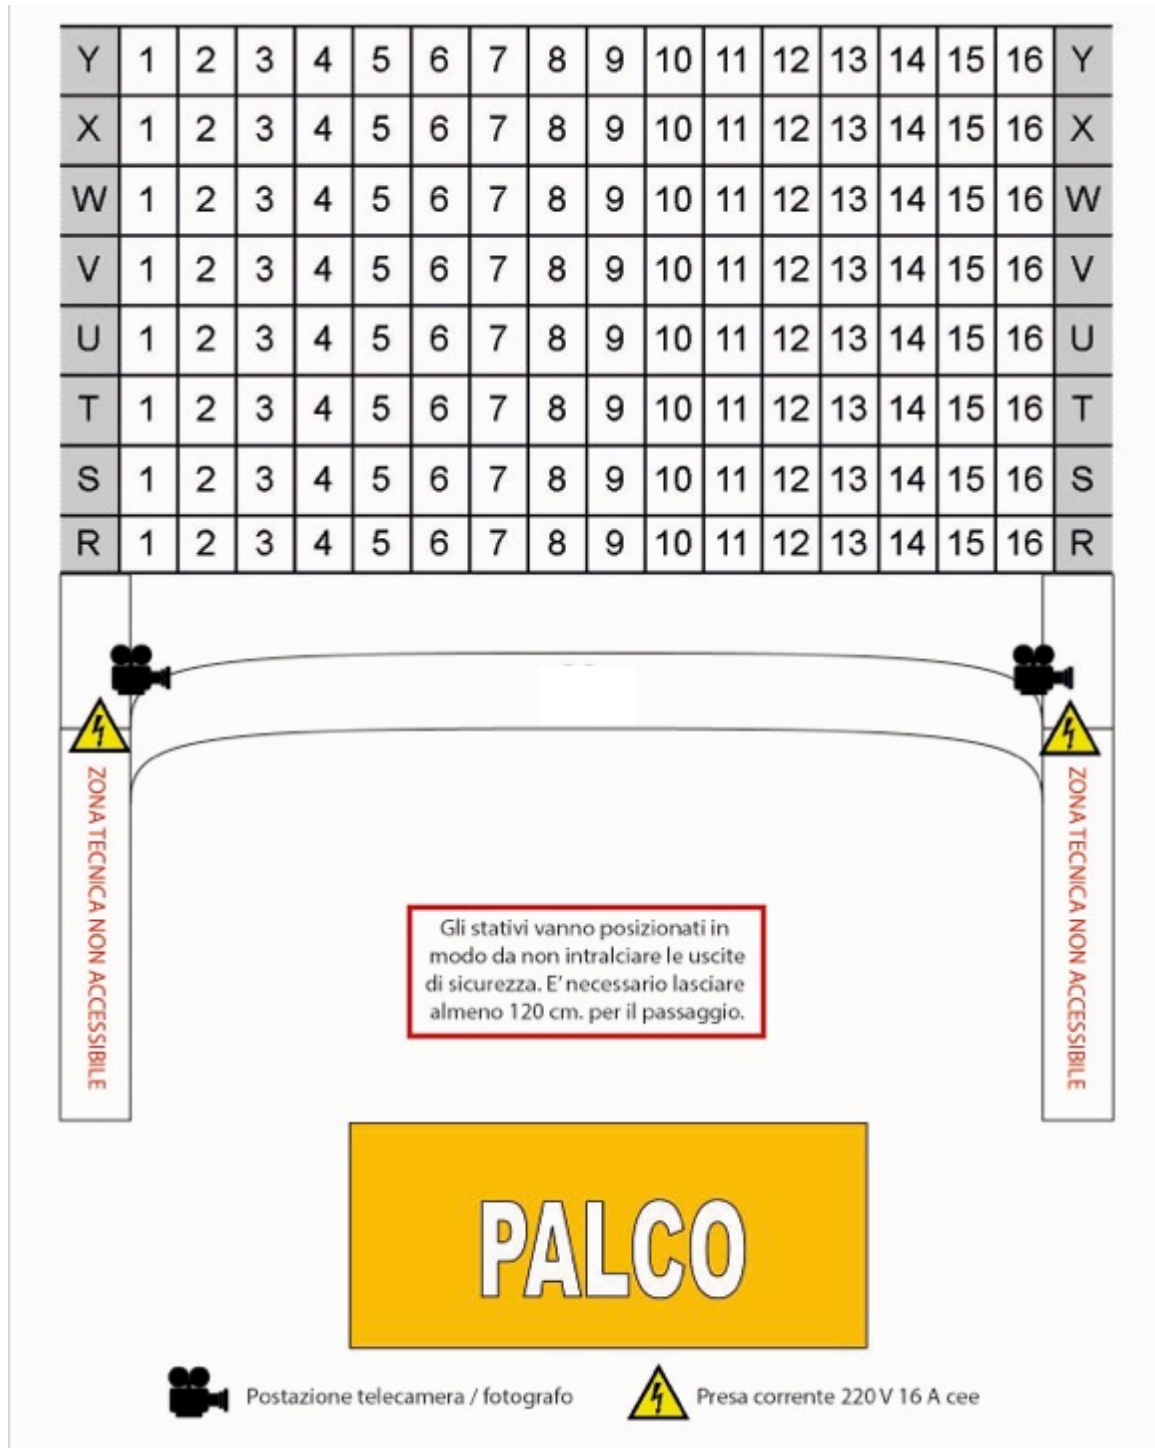 Y 1 2 3 4 5 6 7 8 9 10 11 12 13 14 15 16 Y
X 1 2 3 4 5 6 7 8 9 10 11 12 13 14 15 16 X
W 1 2 3 4 5 6 7 8 9 10 11 12 13 14 15 16 W
V 1 2 3 4 5 6 7 8 9 10 11 12 13 14 15 16 V
U 1 2 3 4 5 6 7 8 9 10 11 12 13 14 15 16 U
T 1 2 3 4 5 6 7 8 9 10 11 12 13 14 15 16 T
S 1 2 3 4 5 6 7 8 9 10 11 12 13 14 15 16 S
R 1 2 3 4 5 6 7 8 9 10 11 12 13 14 15 16 R
ZONA TECNICA NON ACCESSIBILE
ZONA TECNICA NON ACCESSIBILE
Gli stativi vanno posizionati in
modo da non intralciare le uscite
di sicurezza. E' necessario lasciare
almeno 120 cm. per il passaggio.
PALCO
Postazione telecamera / fotografo
Presa corrente 220 V 16 A cee